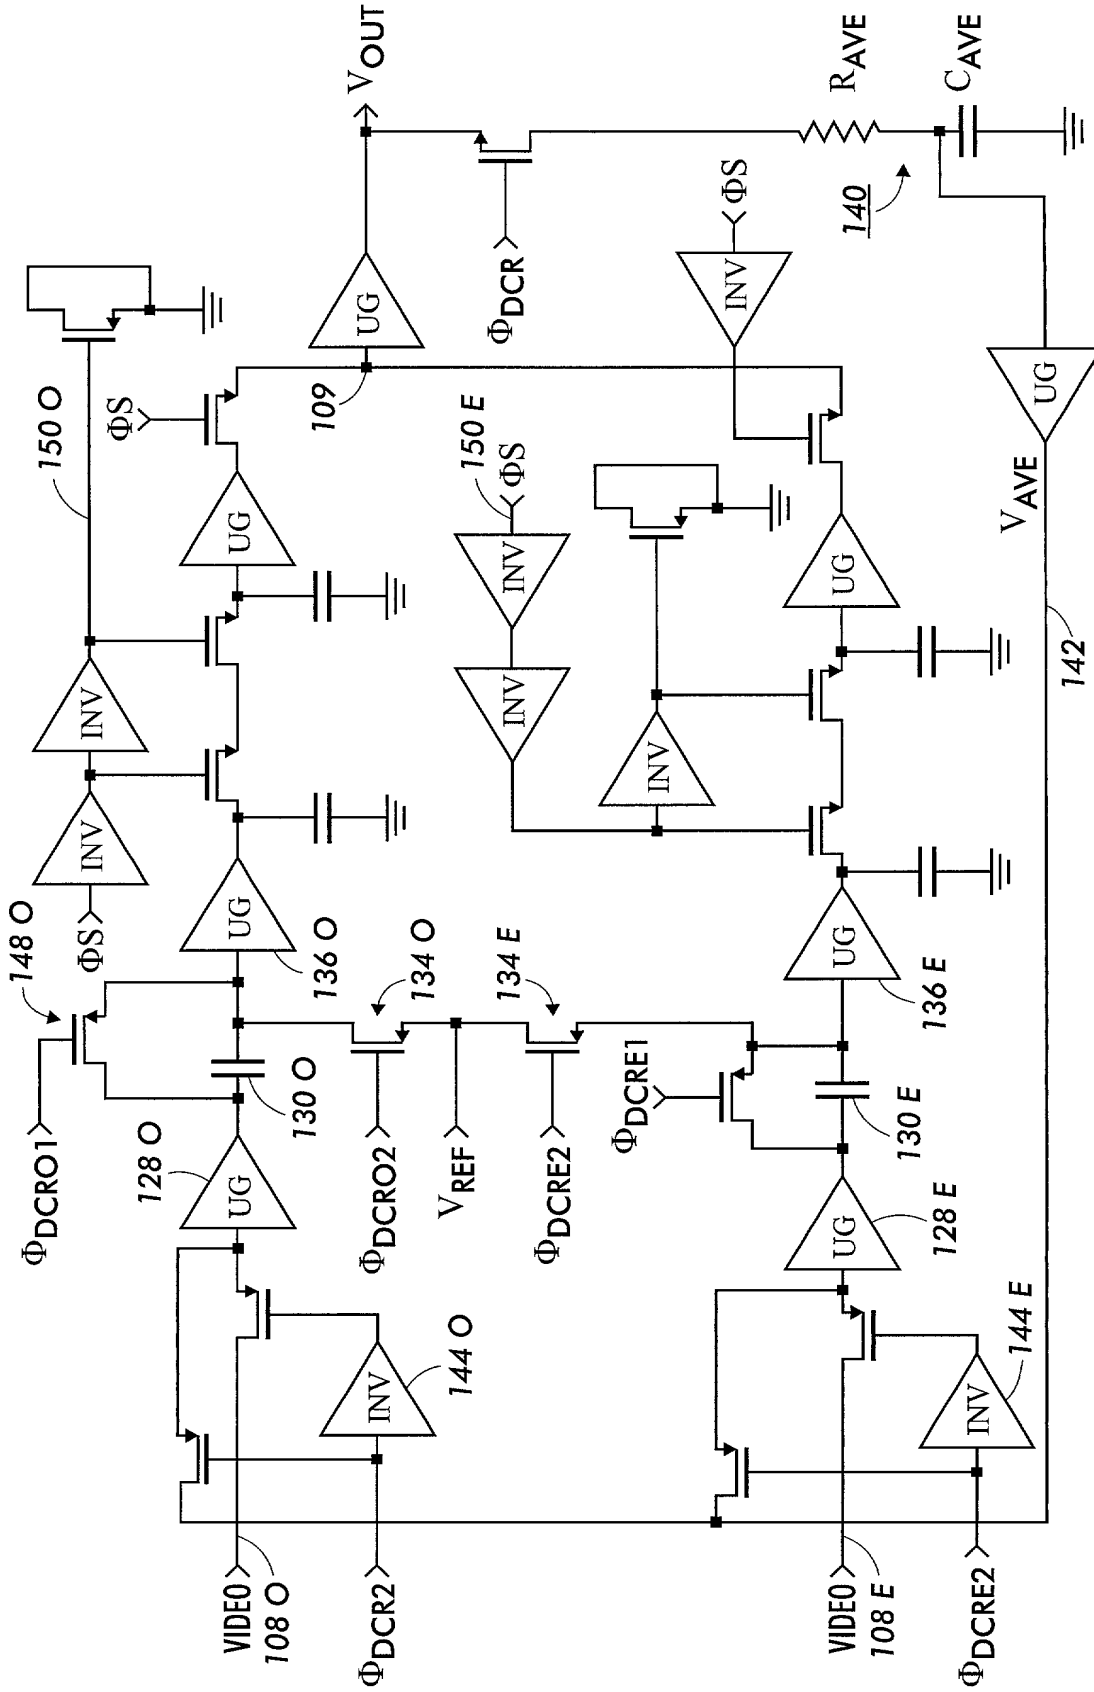 ΦDCRO1
148 O
ΦS
INV
INV
150 O
ΦS
128 O
VIDEO
108 O
UG
130 O
UG
136 O
UG
109
UG
VOUT
ΦDCR2
INV
144 O
ΦDCRO2
134 O
VREF
134 E
ΦDCRE2
150 E
INV
INV
ΦS
ΦDCR
ΦDCRE1
INV
INV
ΦS
VIDEO
108 E
UG
128 E
130 E
UG
136 E
UG
RAVE
140
CAVE
ΦDCRE2
INV
144 E
142
VAVE
UG